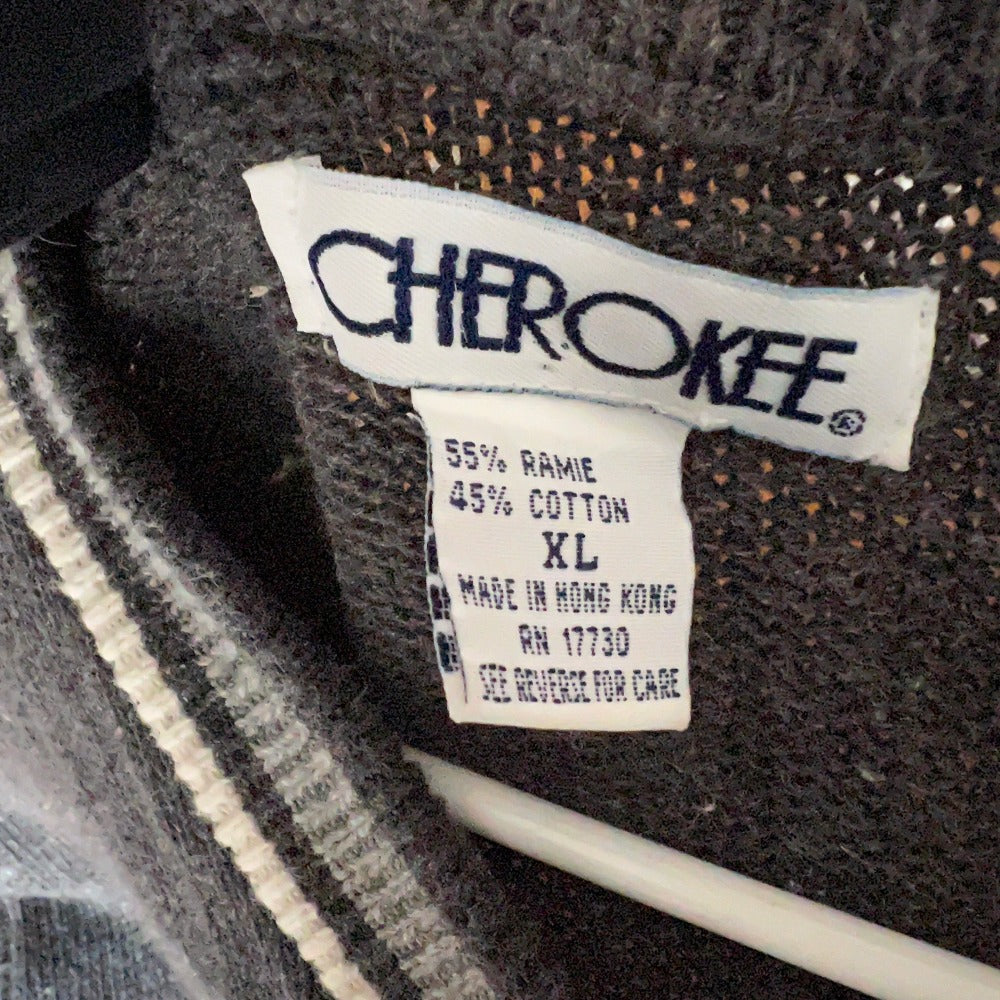 CHEROKEE®
55% RAMIE
45% COTTON
XL
MADE IN HONG KONG
RN 17730
SEE REVERSE FOR CARE